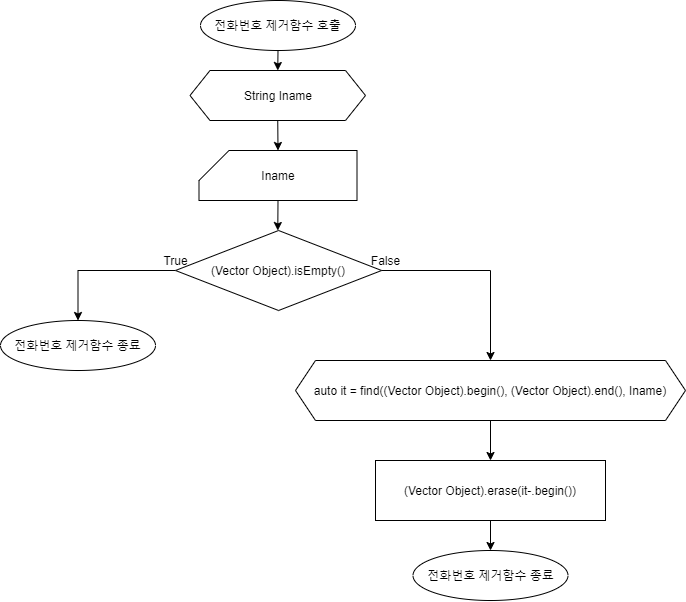 전화번호 제거함수 호출
String Iname
Iname
(Vector Object).isEmpty()
True
False
전화번호 제거함수 종료
auto it = find((Vector Object).begin(), (Vector Object).end(), Iname)
(Vector Object).erase(it-.begin())
전화번호 제거함수 종료